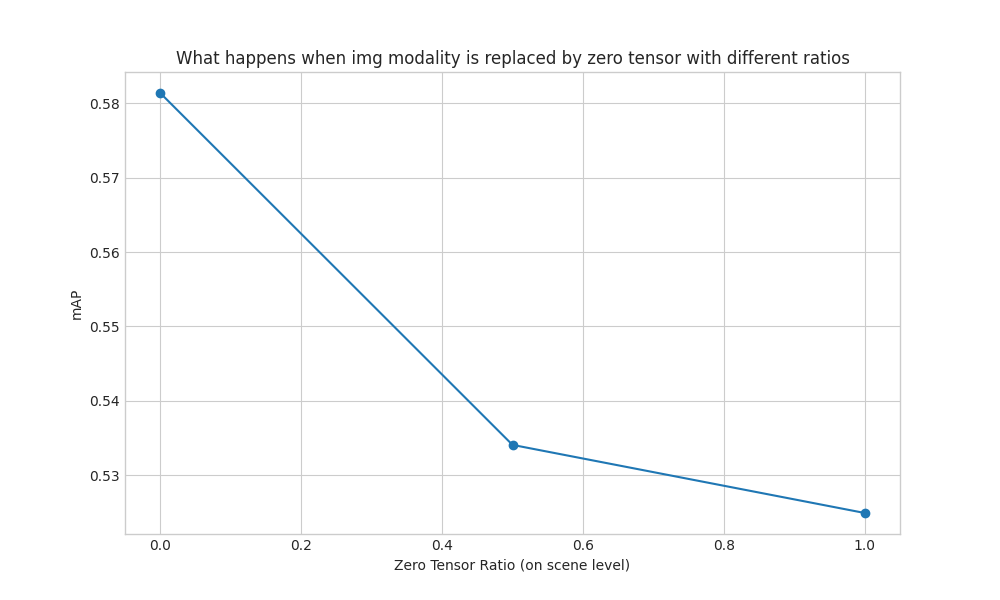 What happens when img modality is replaced by zero tensor with different ratios
0.58
0.57
0.56
0.55
0.54
0.53
mAP
0.0 0.2 0.4 0.6 0.8 1.0
Zero Tensor Ratio (on scene level)